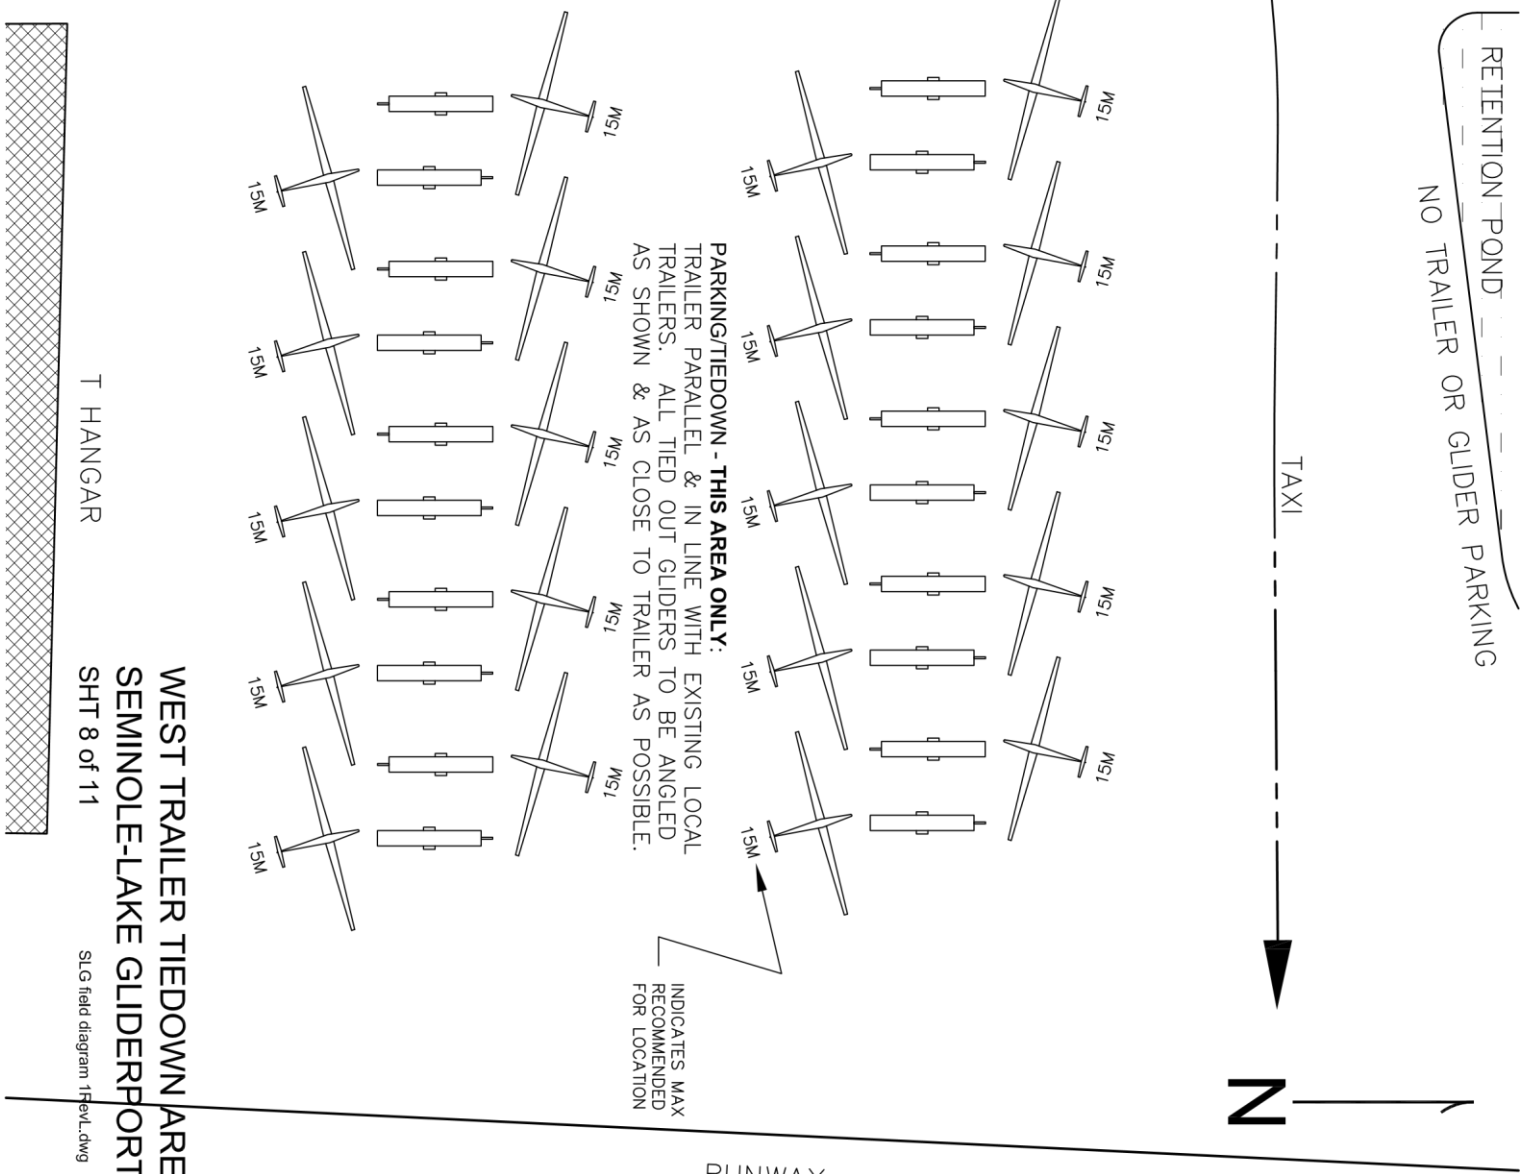 RETENTION POND
NO TRAILER OR GLIDER PARKING
TAXI
N
15M
15M
15M
15M
15M
15M
15M
15M
15M
15M
PARKING/TIEDOWN - THIS AREA ONLY:
TRAILER PARALLEL & IN LINE WITH EXISTING LOCAL
TRAILERS. ALL TIED OUT GLIDERS TO BE ANGLED
AS SHOWN & AS CLOSE TO TRAILER AS POSSIBLE.
INDICATES MAX
RECOMMENDED
FOR LOCATION
RUNWAY
15M
15M
15M
15M
15M
15M
15M
15M
15M
15M
WEST TRAILER TIEDOWN ARE
SEMINOLE-LAKE GLIDERPORT
T HANGAR
SHT 8 of 11
SLG field diagram 1RevL.dwg